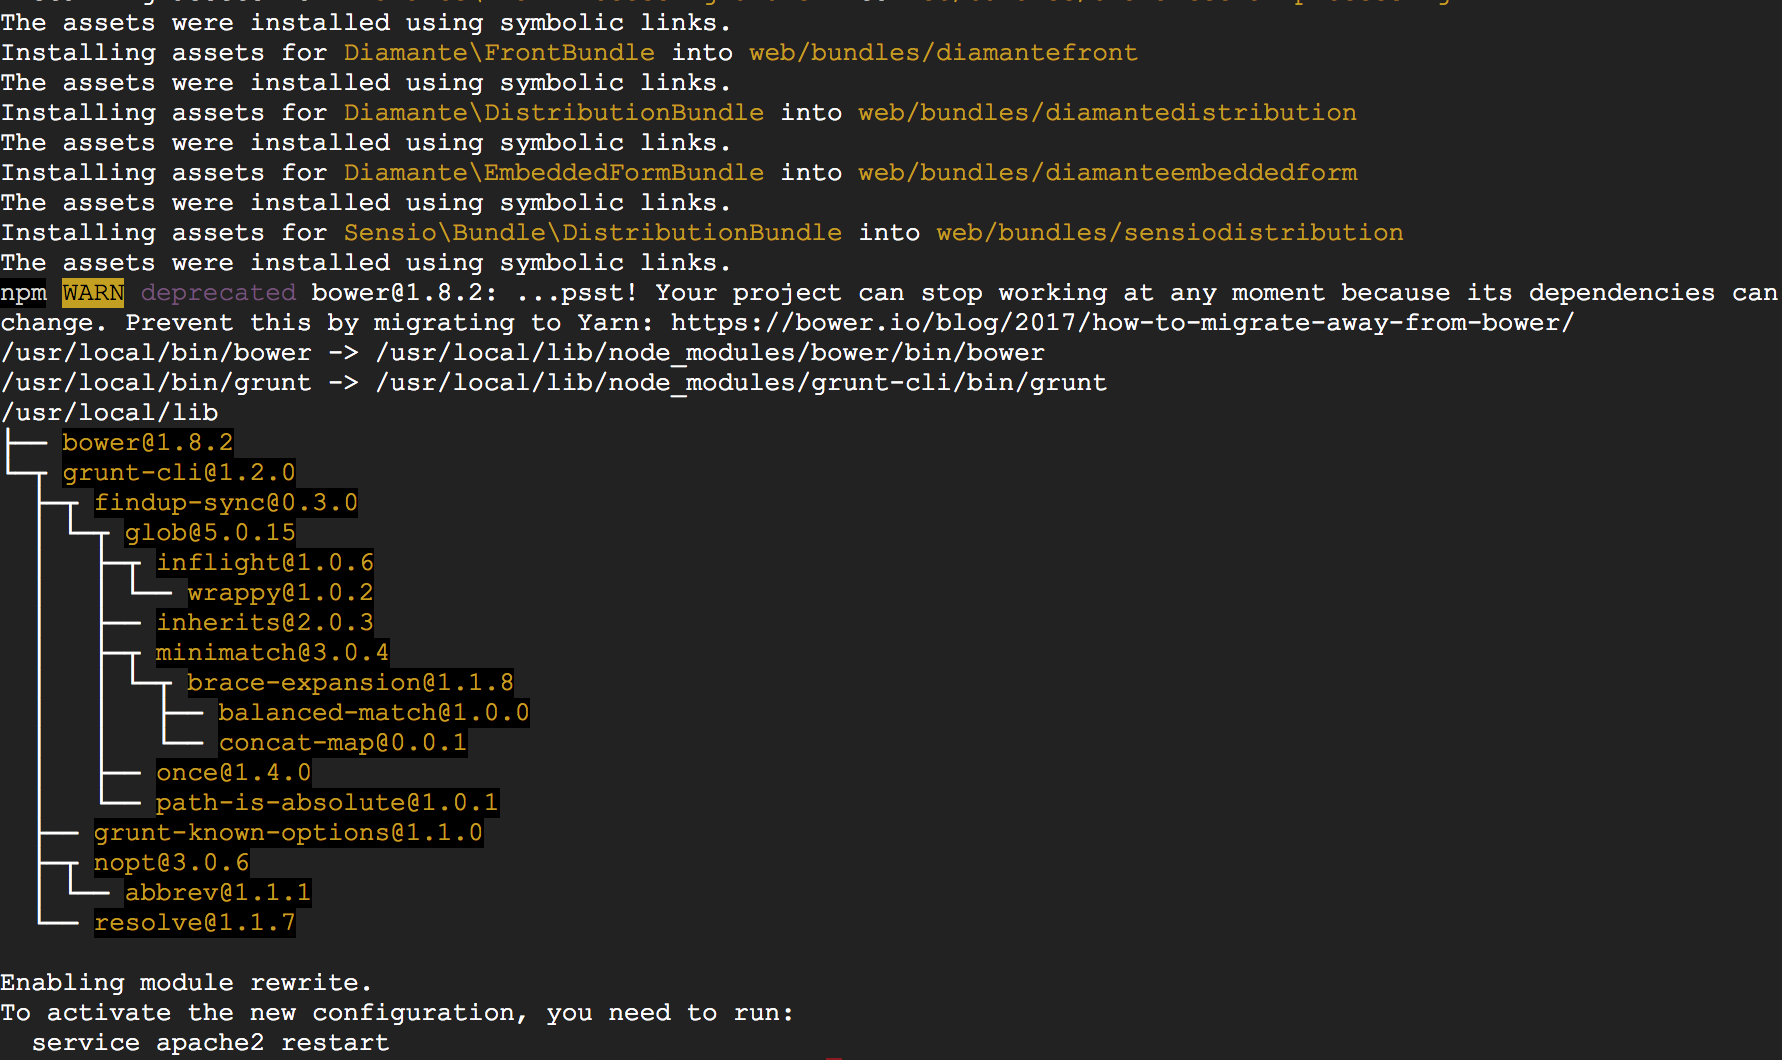 The assets were installed using symbolic links.
Installing assets for Diamante\FrontBundle into web/bundles/diamantefront
The assets were installed using symbolic links.
Installing assets for Diamante\DistributionBundle into web/bundles/diamantedistribution
The assets were installed using symbolic links.
Installing assets for Diamante\EmbeddedFormBundle into web/bundles/diamanteembeddedform
The assets were installed using symbolic links.
Installing assets for Sensio\Bundle\DistributionBundle into web/bundles/sensiodistribution
The assets were installed using symbolic links.
npm WARN deprecated bower@1.8.2: ...psst! Your project can stop working at any moment because its dependencies can
change. Prevent this by migrating to Yarn: https://bower.io/blog/2017/how-to-migrate-away-from-bower/
/usr/local/bin/bower -> /usr/local/lib/node_modules/bower/bin/bower
/usr/local/bin/grunt -> /usr/local/lib/node_modules/grunt-cli/bin/grunt
/usr/local/lib
├── bower@1.8.2
└─┬ grunt-cli@1.2.0
  ├─┬ findup-sync@0.3.0
  │ └─┬ glob@5.0.15
  │   ├─┬ inflight@1.0.6
  │   │ └── wrappy@1.0.2
  │   ├── inherits@2.0.3
  │   ├─┬ minimatch@3.0.4
  │   │ └─┬ brace-expansion@1.1.8
  │   │   ├── balanced-match@1.0.0
  │   │   └── concat-map@0.0.1
  │   ├── once@1.4.0
  │   └── path-is-absolute@1.0.1
  ├── grunt-known-options@1.1.0
  ├─┬ nopt@3.0.6
  │ └── abbrev@1.1.1
  └── resolve@1.1.7
Enabling module rewrite.
To activate the new configuration, you need to run:
  service apache2 restart